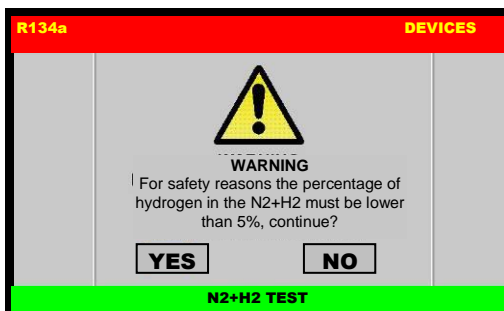 R134a DEVICES
WARNING
For safety reasons the percentage of
hydrogen in the N2+H2 must be lower
than 5%, continue?
YES NO
N2+H2 TEST